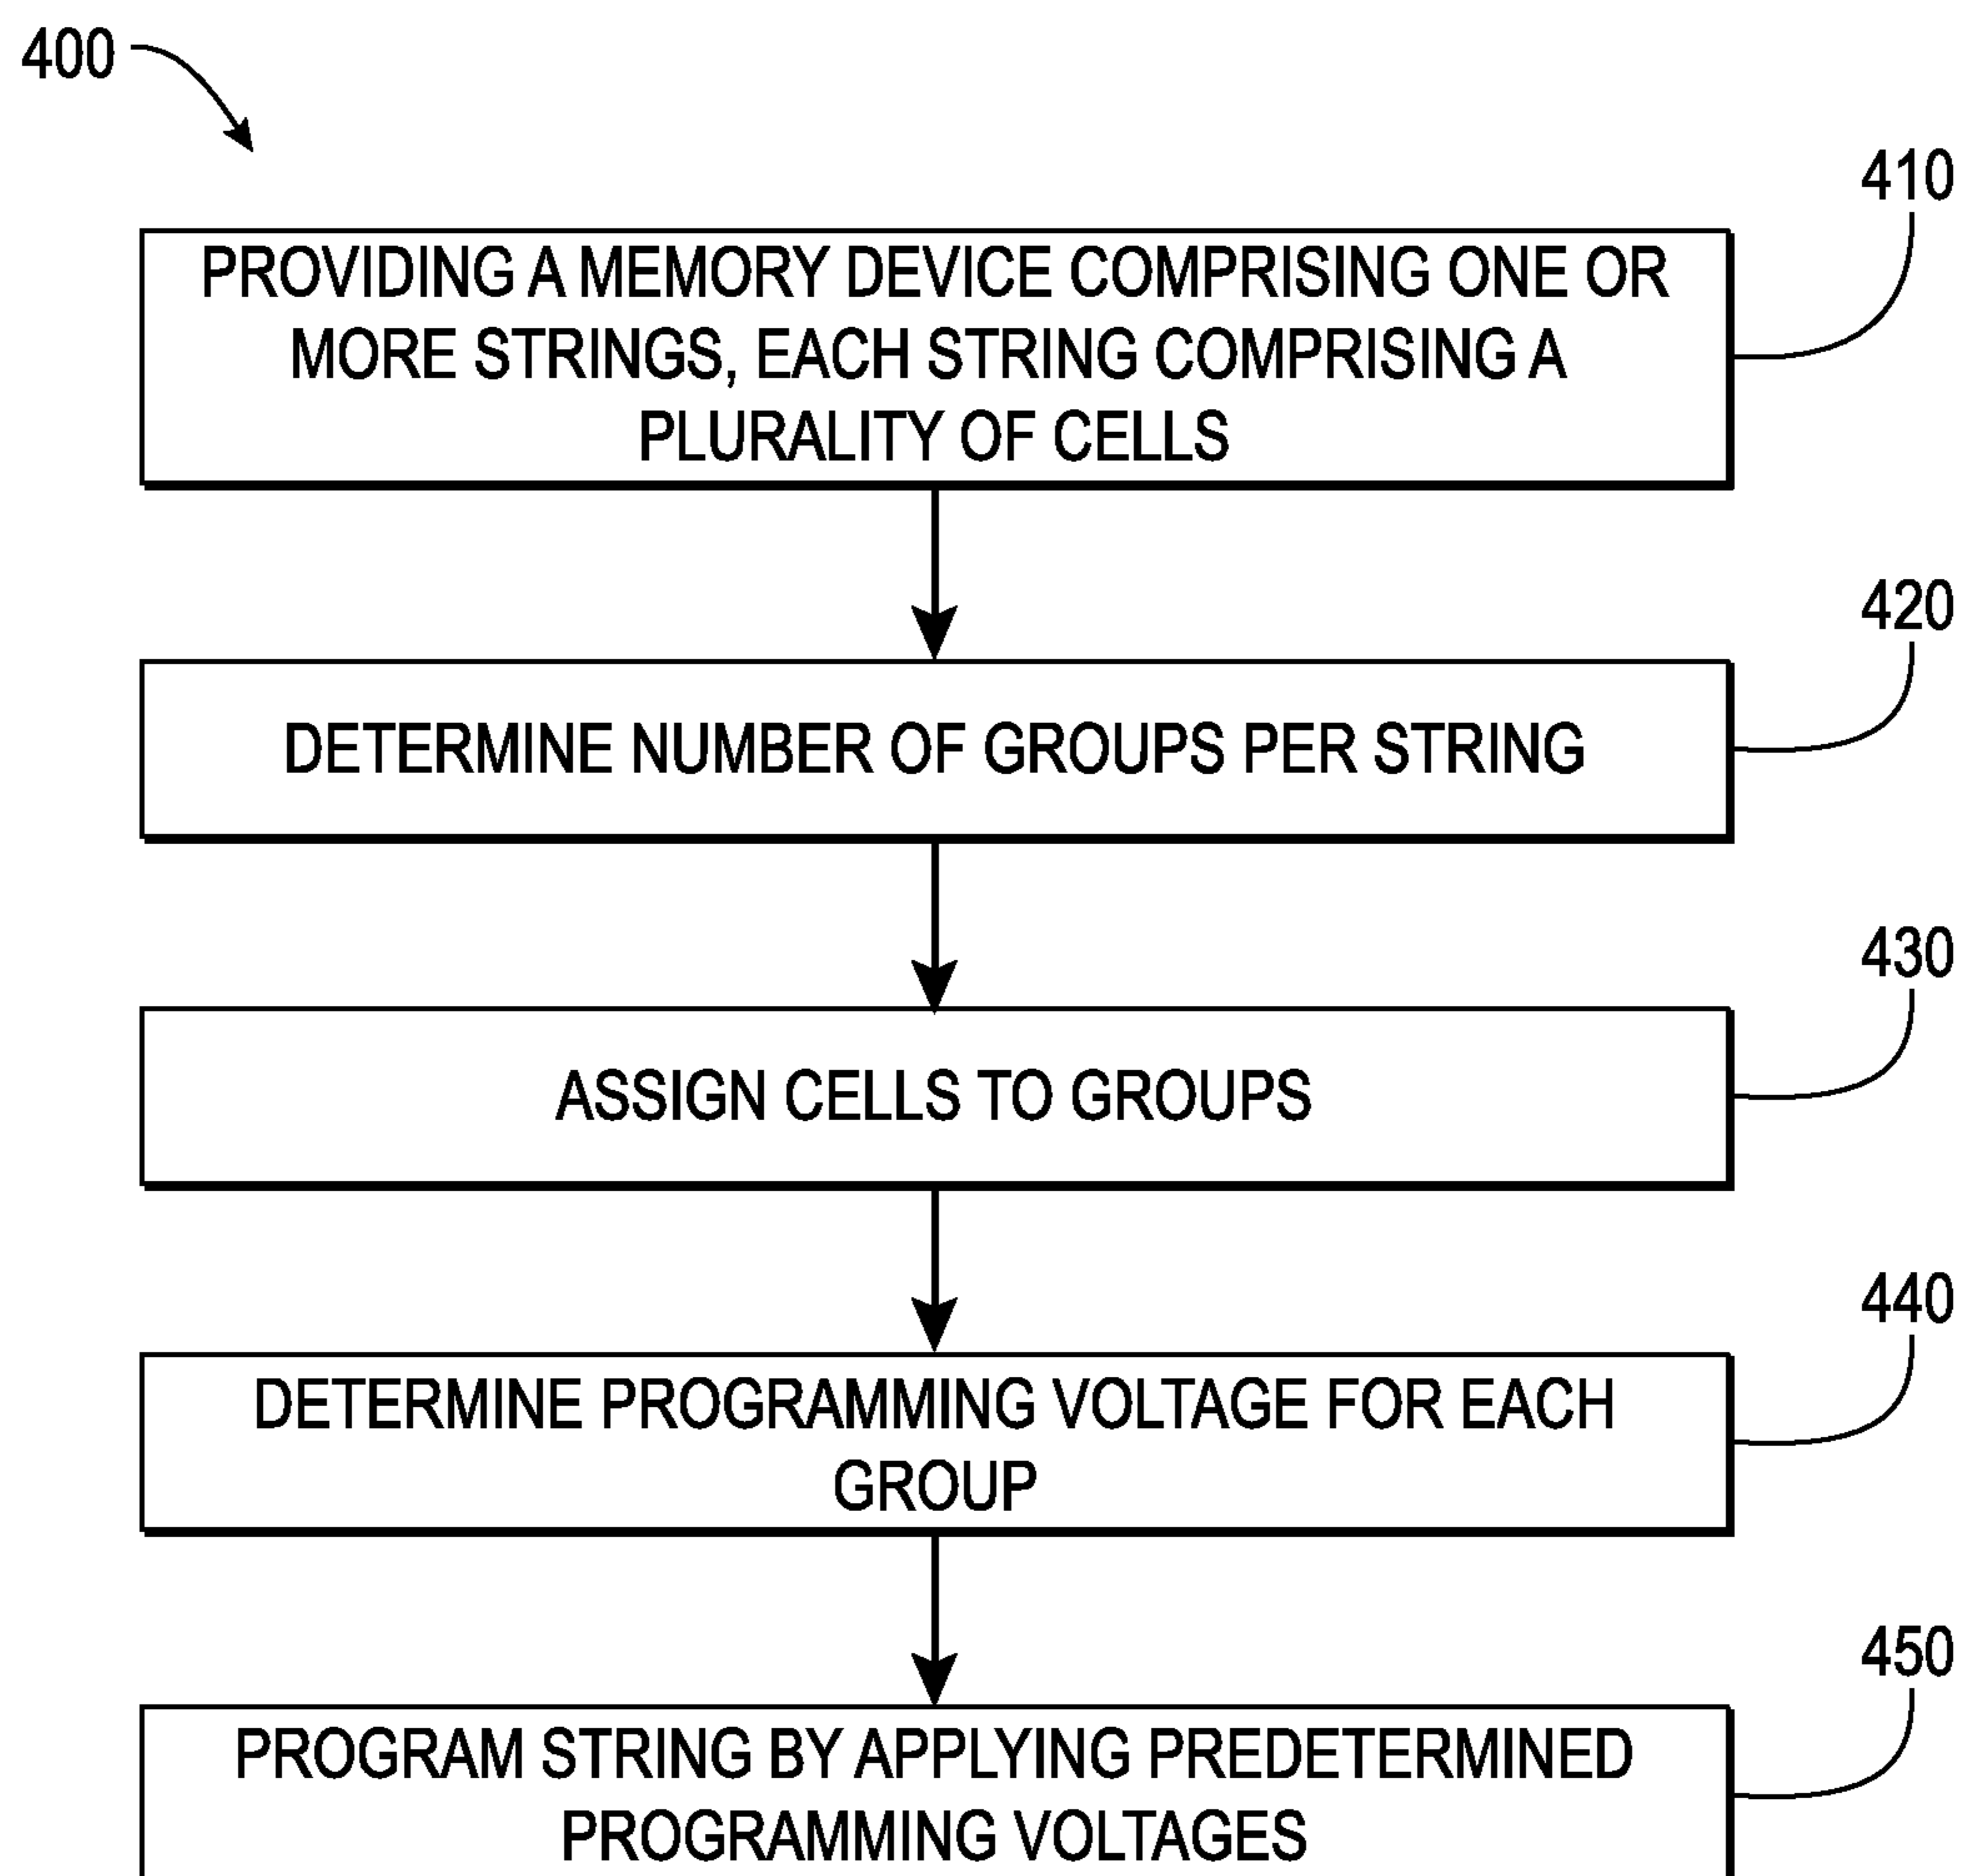 400
410
PROVIDING A MEMORY DEVICE COMPRISING ONE OR
MORE STRINGS, EACH STRING COMPRISING A
PLURALITY OF CELLS
420
DETERMINE NUMBER OF GROUPS PER STRING
430
ASSIGN CELLS TO GROUPS
440
DETERMINE PROGRAMMING VOLTAGE FOR EACH
GROUP
450
PROGRAM STRING BY APPLYING PREDETERMINED
PROGRAMMING VOLTAGES